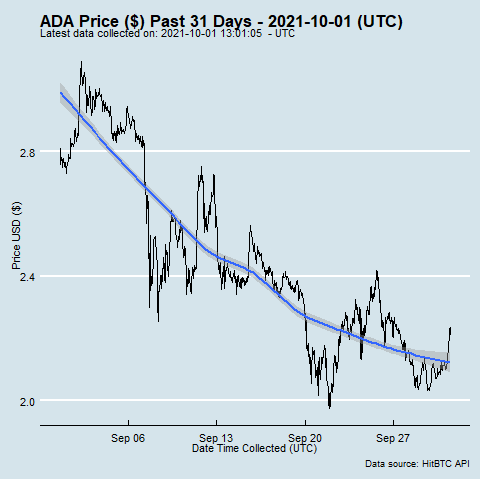 ADA Price ($) Past 31 Days - 2021-10-01 (UTC)
Latest data collected on: 2021-10-01 13:01:05 - UTC
Price USD ($)
2.8
2.4
2.0
Sep 06 Sep 13 Sep 20 Sep 27
Date Time Collected (UTC)
Data source: HitBTC API